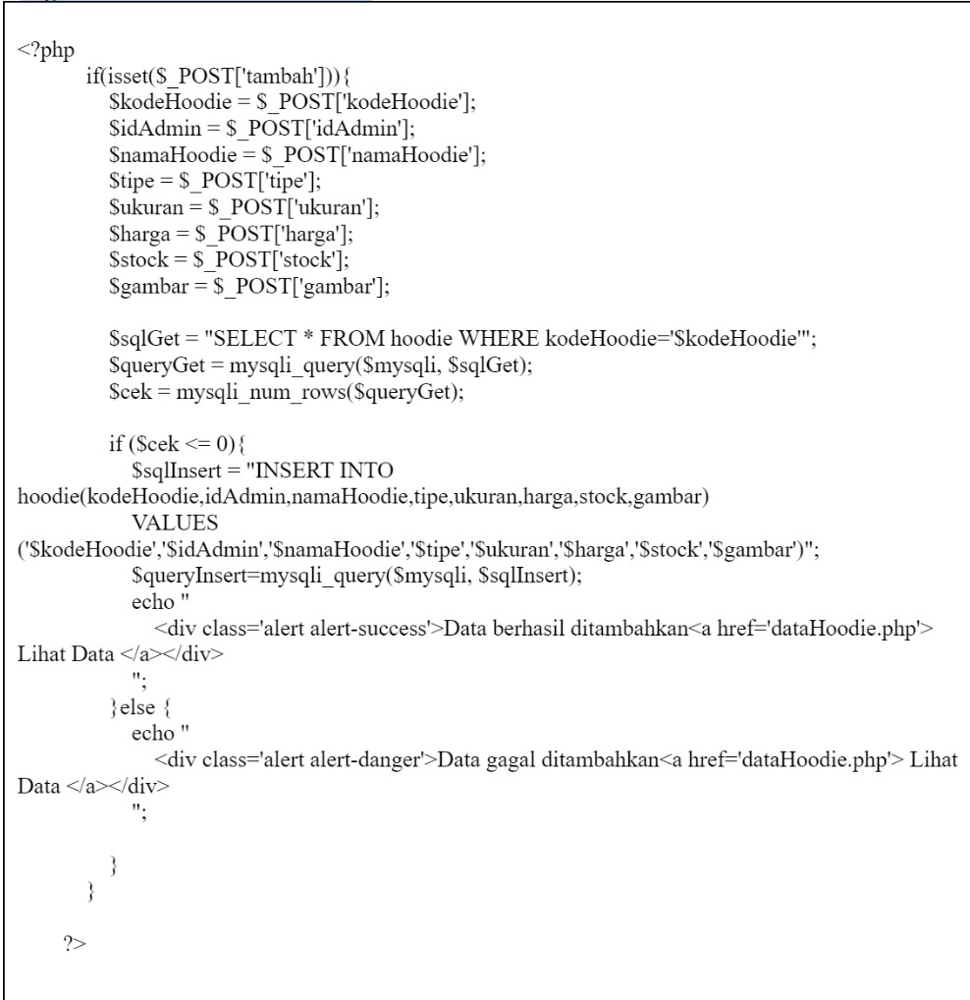 <?php
if(isset($_POST['tambah'])){
$kodeHoodie = $_POST['kodeHoodie'];
$idAdmin = $_POST['idAdmin'];
$namaHoodie = $_POST['namaHoodie'];
$tipe = $_POST['tipe'];
$ukuran = $_POST['ukuran'];
$harga = $_POST['harga'];
$stock = $_POST['stock'];
$gambar = $_POST['gambar'];
$sqlGet = "SELECT * FROM hoodie WHERE kodeHoodie='$kodeHoodie'";
$queryGet = mysqli_query($mysqli, $sqlGet);
$cek = mysqli_num_rows($queryGet);
if ($cek <= 0){
$sqlInsert = "INSERT INTO
hoodie(kodeHoodie,idAdmin,namaHoodie,tipe,ukuran,harga,stock,gambar)
VALUES
('$kodeHoodie','$idAdmin','$namaHoodie','$tipe','$ukuran','$harga','$stock','$gambar')";
$queryInsert=mysqli_query($mysqli, $sqlInsert);
echo "
<div class='alert alert-success'>Data berhasil ditambahkan<a href='dataHoodie.php'>
Lihat Data </a></div>
";
}else {
echo "
<div class='alert alert-danger'>Data gagal ditambahkan<a href='dataHoodie.php'> Lihat
Data </a></div>
";
}
}
?>